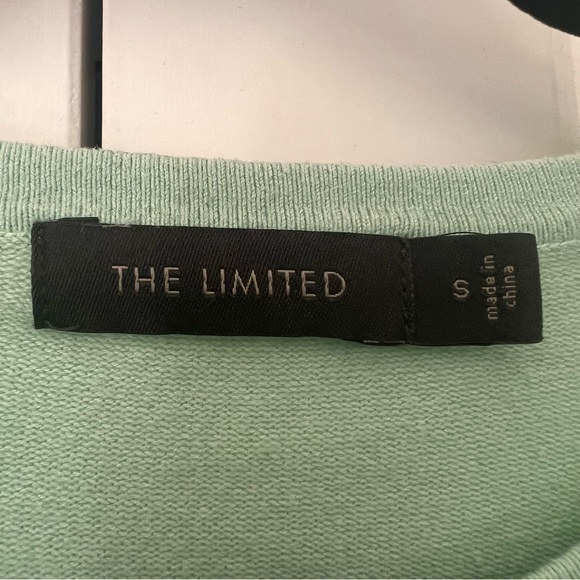 THE LIMITED
S
made in
china